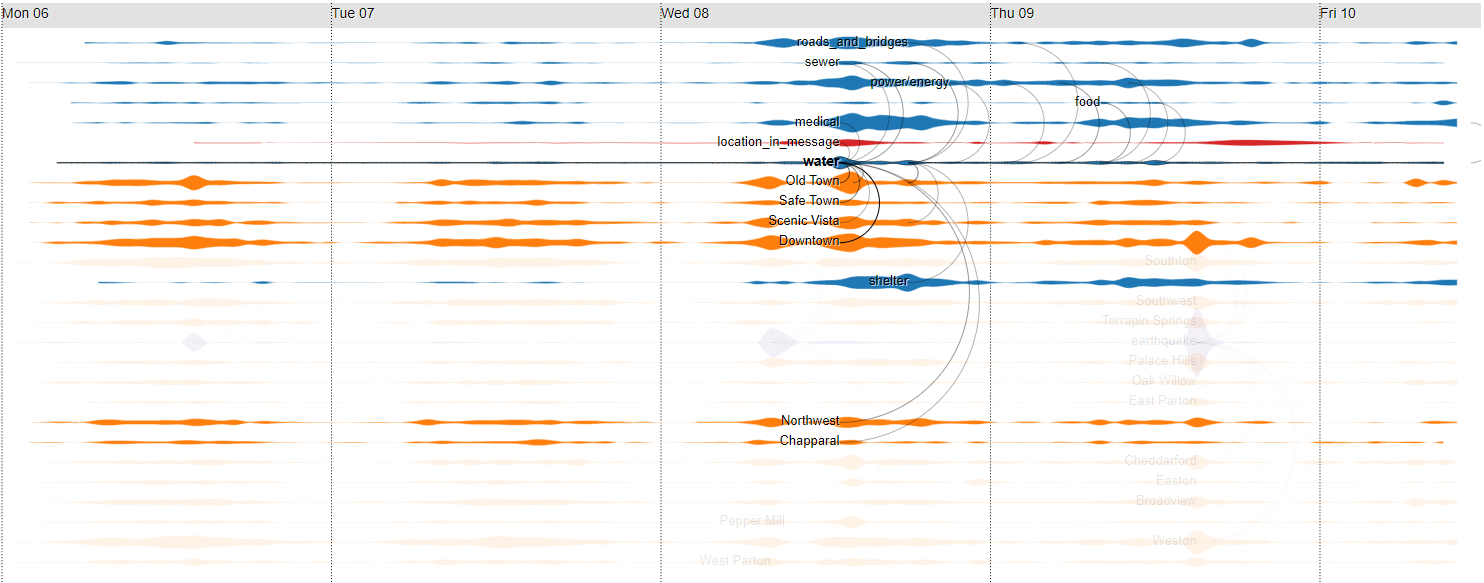 Mon 06 Tue 07 Wed 08 Thu 09 Fri 10
roads_and_bridges
sewer
power/energy
food
medical
location_in_message
water
Old Town
Safe Town
Scenic Vista
Downtown
Southton
shelter
Southwest
Terrapin Springs
earthquake
Palace Hills
Oak Willow
East Parton
Northwest
Chapparal
Cheddarford
Easton
Broadview
Pepper Mill
Weston
West Parton